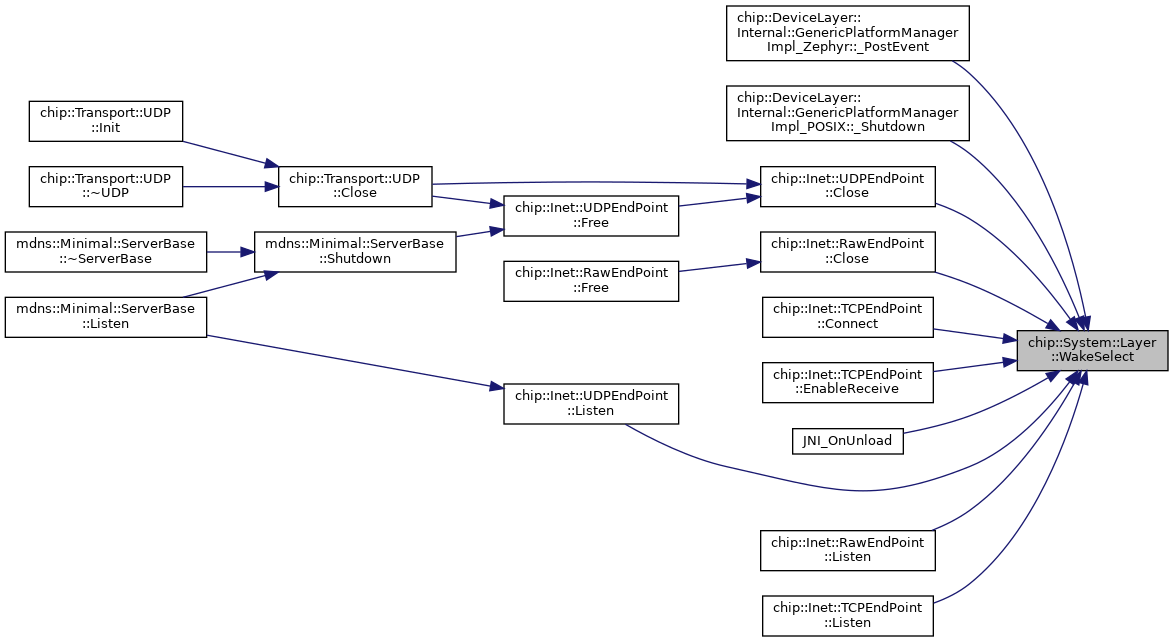 chip::DeviceLayer::
Internal::GenericPlatformManager
Impl_Zephyr::_PostEvent
chip::DeviceLayer::
Internal::GenericPlatformManager
Impl_POSIX::_Shutdown
chip::Transport::UDP
::Init
chip::Transport::UDP
::~UDP
chip::Transport::UDP
::Close
chip::Inet::UDPEndPoint
::Close
chip::Inet::UDPEndPoint
::Free
mdns::Minimal::ServerBase
::~ServerBase
mdns::Minimal::ServerBase
::Shutdown
chip::Inet::RawEndPoint
::Close
chip::Inet::RawEndPoint
::Free
mdns::Minimal::ServerBase
::Listen
chip::Inet::TCPEndPoint
::Connect
chip::System::Layer
::WakeSelect
chip::Inet::TCPEndPoint
::EnableReceive
chip::Inet::UDPEndPoint
::Listen
JNI_OnUnload
chip::Inet::RawEndPoint
::Listen
chip::Inet::TCPEndPoint
::Listen